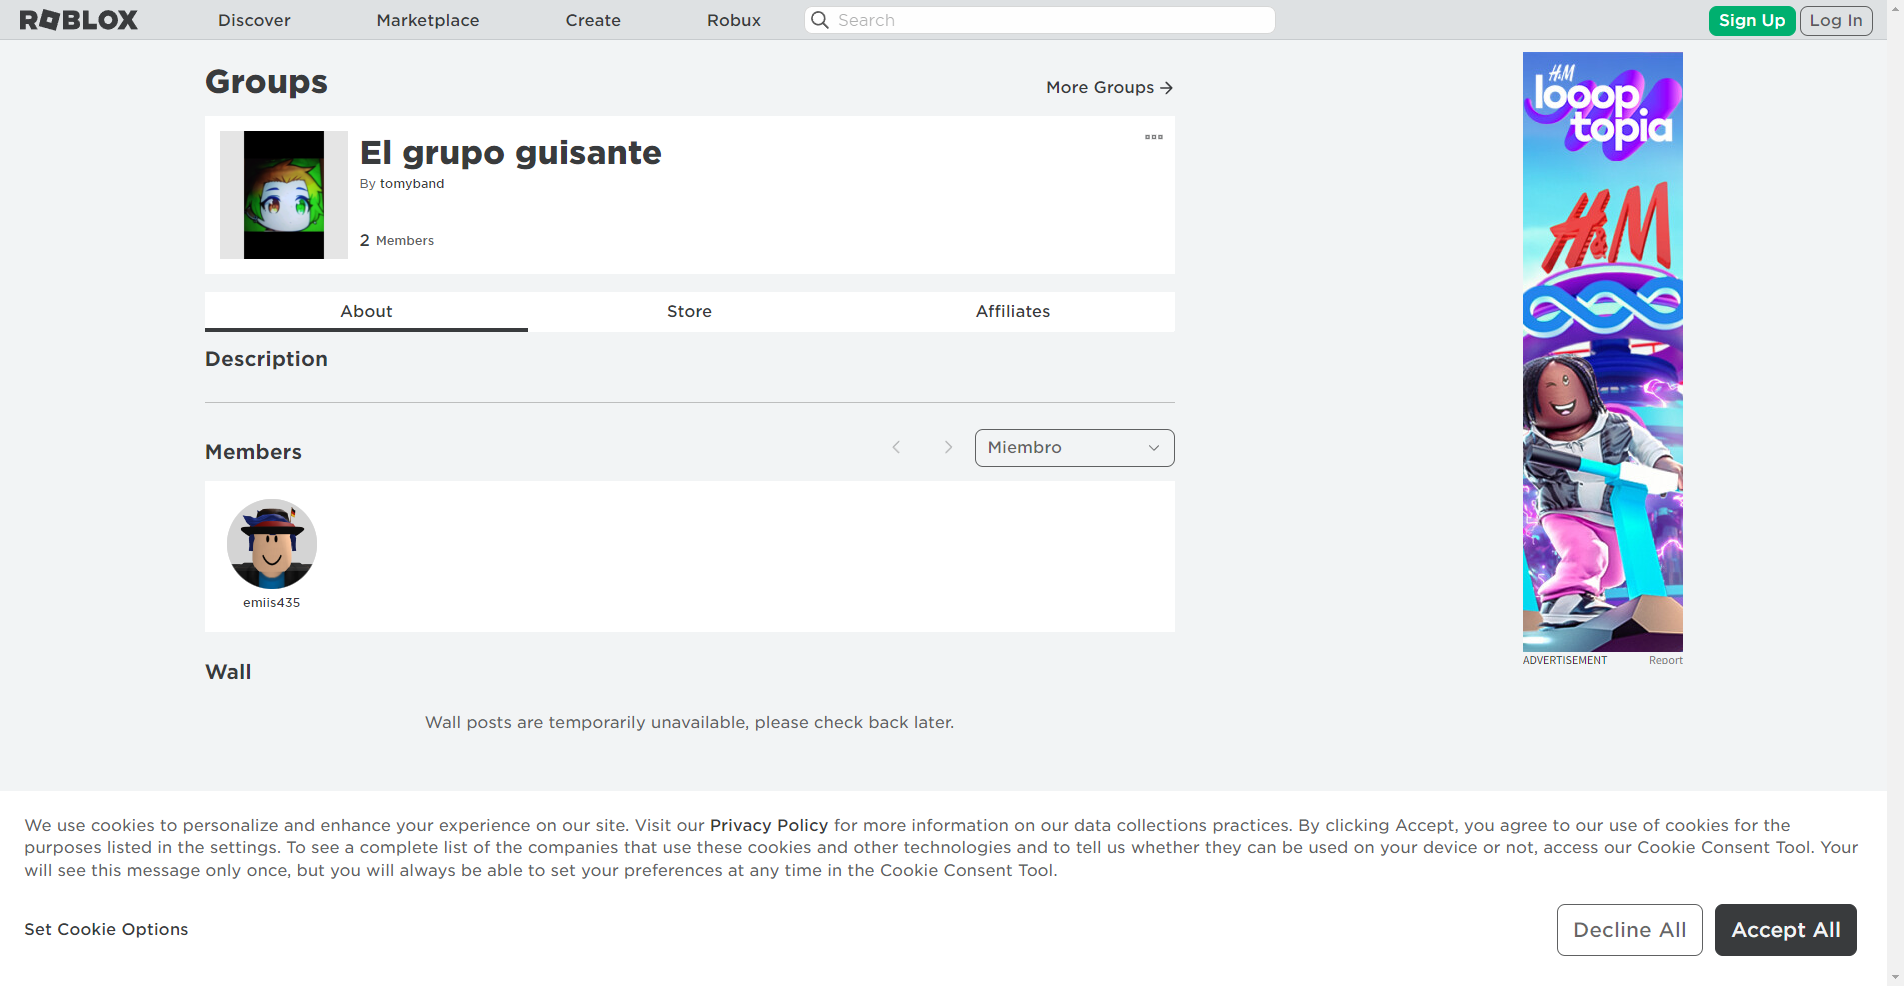 ROBLOX
Discover
Marketplace
Create
Robux
Search
Sign Up
Log In
Groups
More Groups →
El grupo guisante
By tomyband
2 Members
About
Store
Affiliates
Description
Members
Miembro
emiis435
Wall
Wall posts are temporarily unavailable, please check back later.
H&M
looop
topia
H&M
ADVERTISEMENT
Report
We use cookies to personalize and enhance your experience on our site. Visit our Privacy Policy for more information on our data collections practices. By clicking Accept, you agree to our use of cookies for the
purposes listed in the settings. To see a complete list of the companies that use these cookies and other technologies and to tell us whether they can be used on your device or not, access our Cookie Consent Tool. Your
will see this message only once, but you will always be able to set your preferences at any time in the Cookie Consent Tool.
Set Cookie Options
Decline All
Accept All